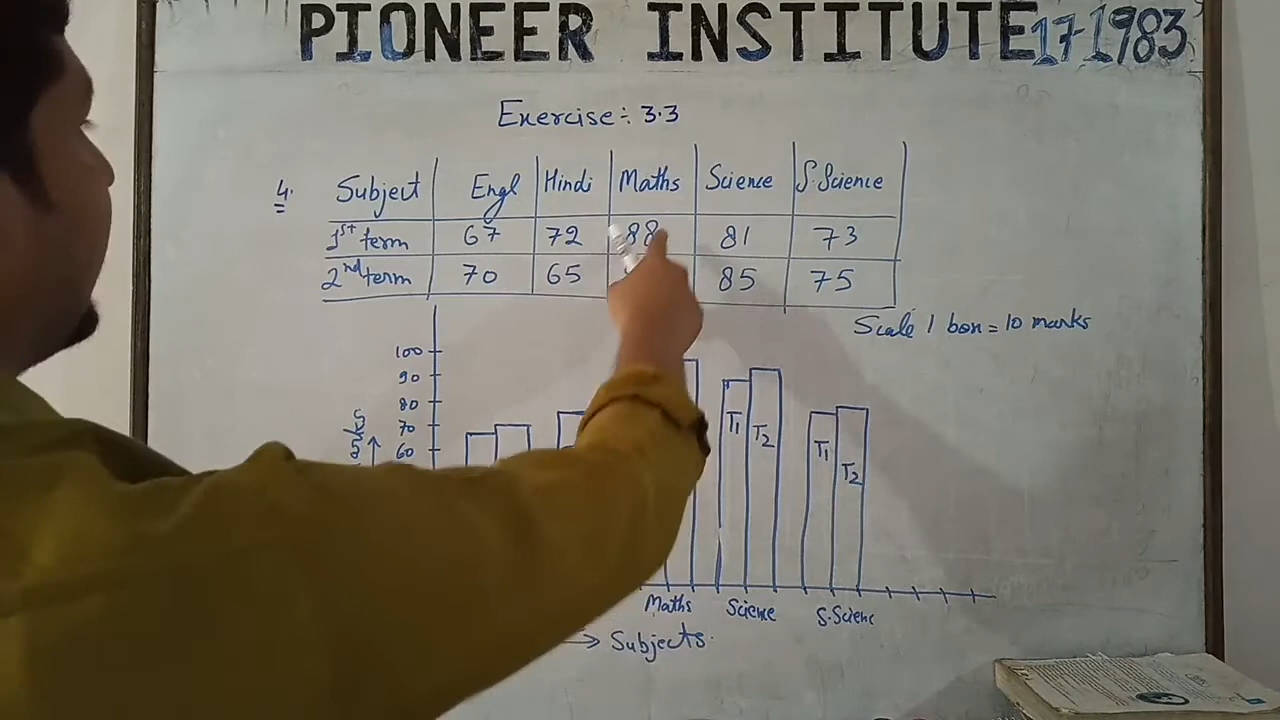 PIONEER INSTITUTE 17-1983
Exercise÷ 3.3
4. Subject Engl Hindi Maths Science S.Science
1st term 67 72 88 81 73
2nd term 70 65 85 75
Scale 1 box = 10 marks
100
90
80
70
60
T1 T2 T1 T2
Maths Science S.Scienc
→ Subjects.